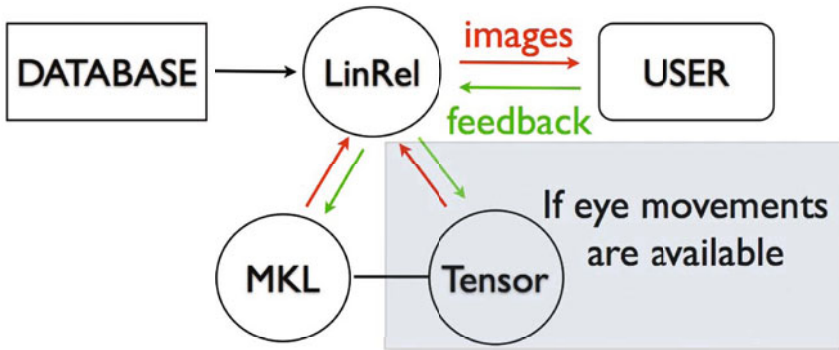 images
DATABASE
LinRel
USER
feedback
If eye movements
are available
MKL
Tensor